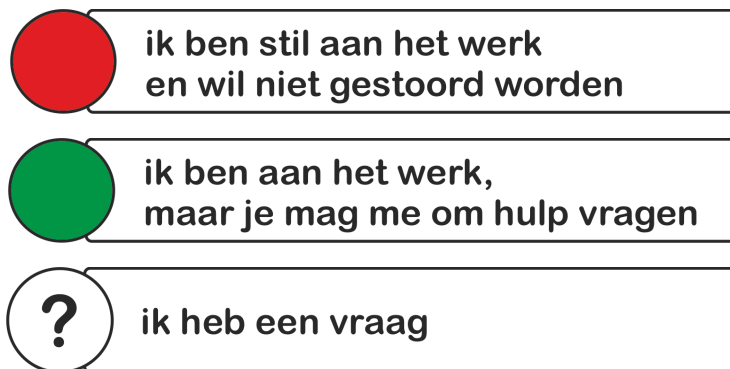 ik ben stil aan het werk
en wil niet gestoord worden
ik ben aan het werk,
maar je mag me om hulp vragen
?
ik heb een vraag